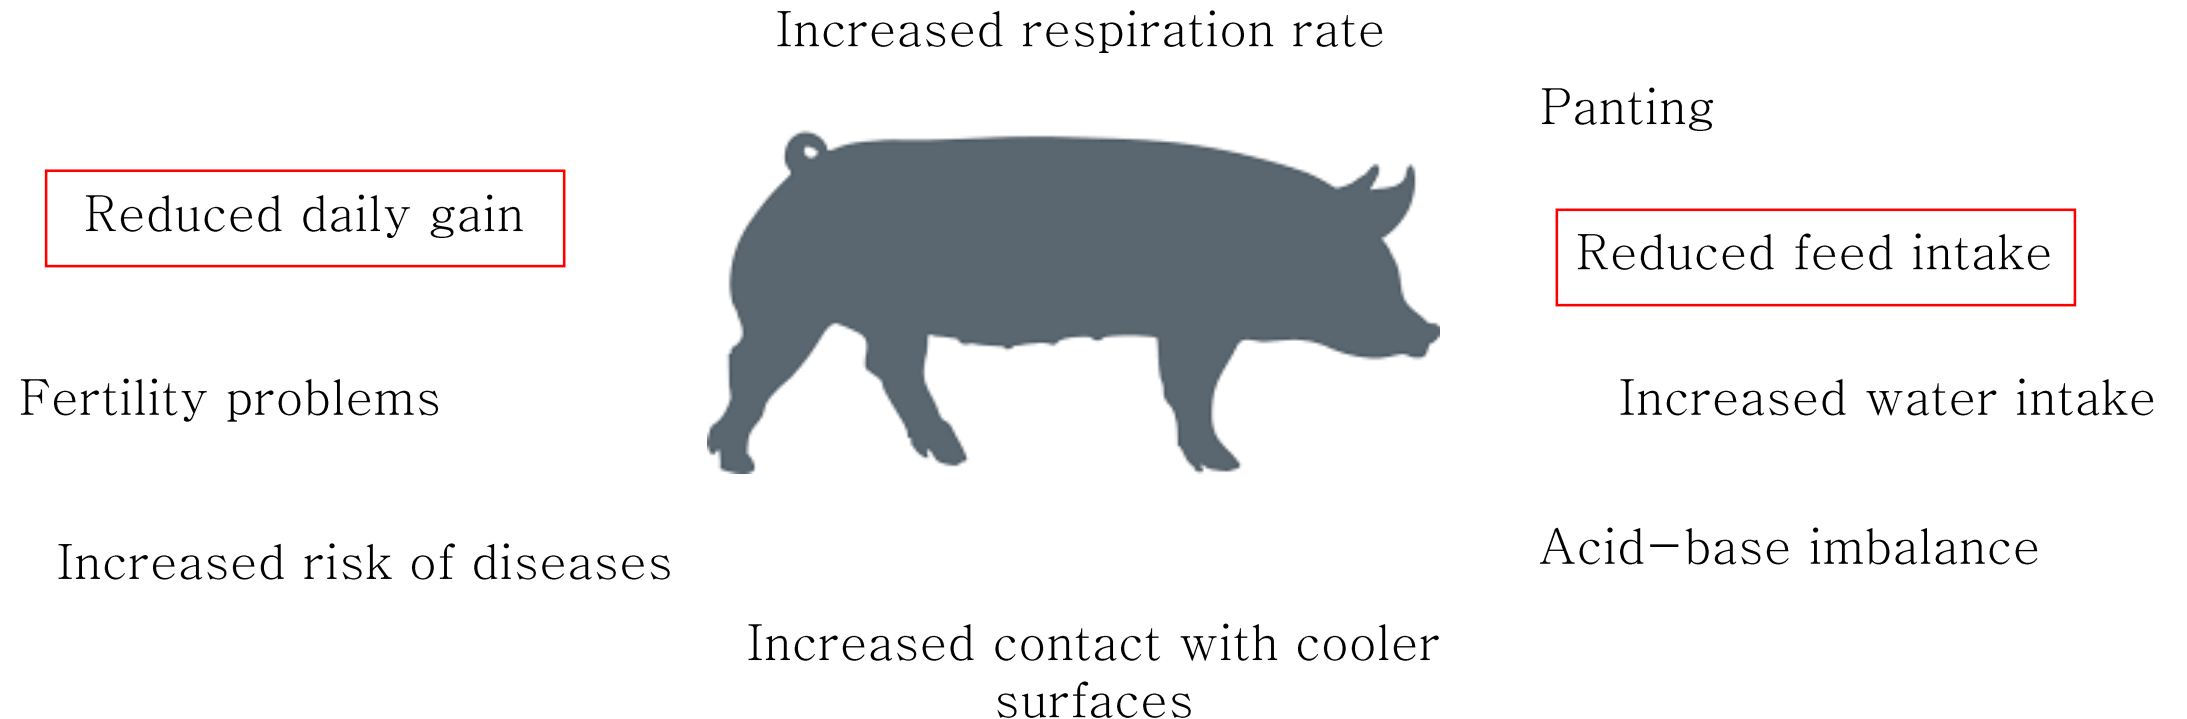 Increased respiration rate
Panting
Reduced daily gain
Reduced feed intake
Fertility problems
Increased water intake
Increased risk of diseases
Acid-base imbalance
Increased contact with cooler
surfaces